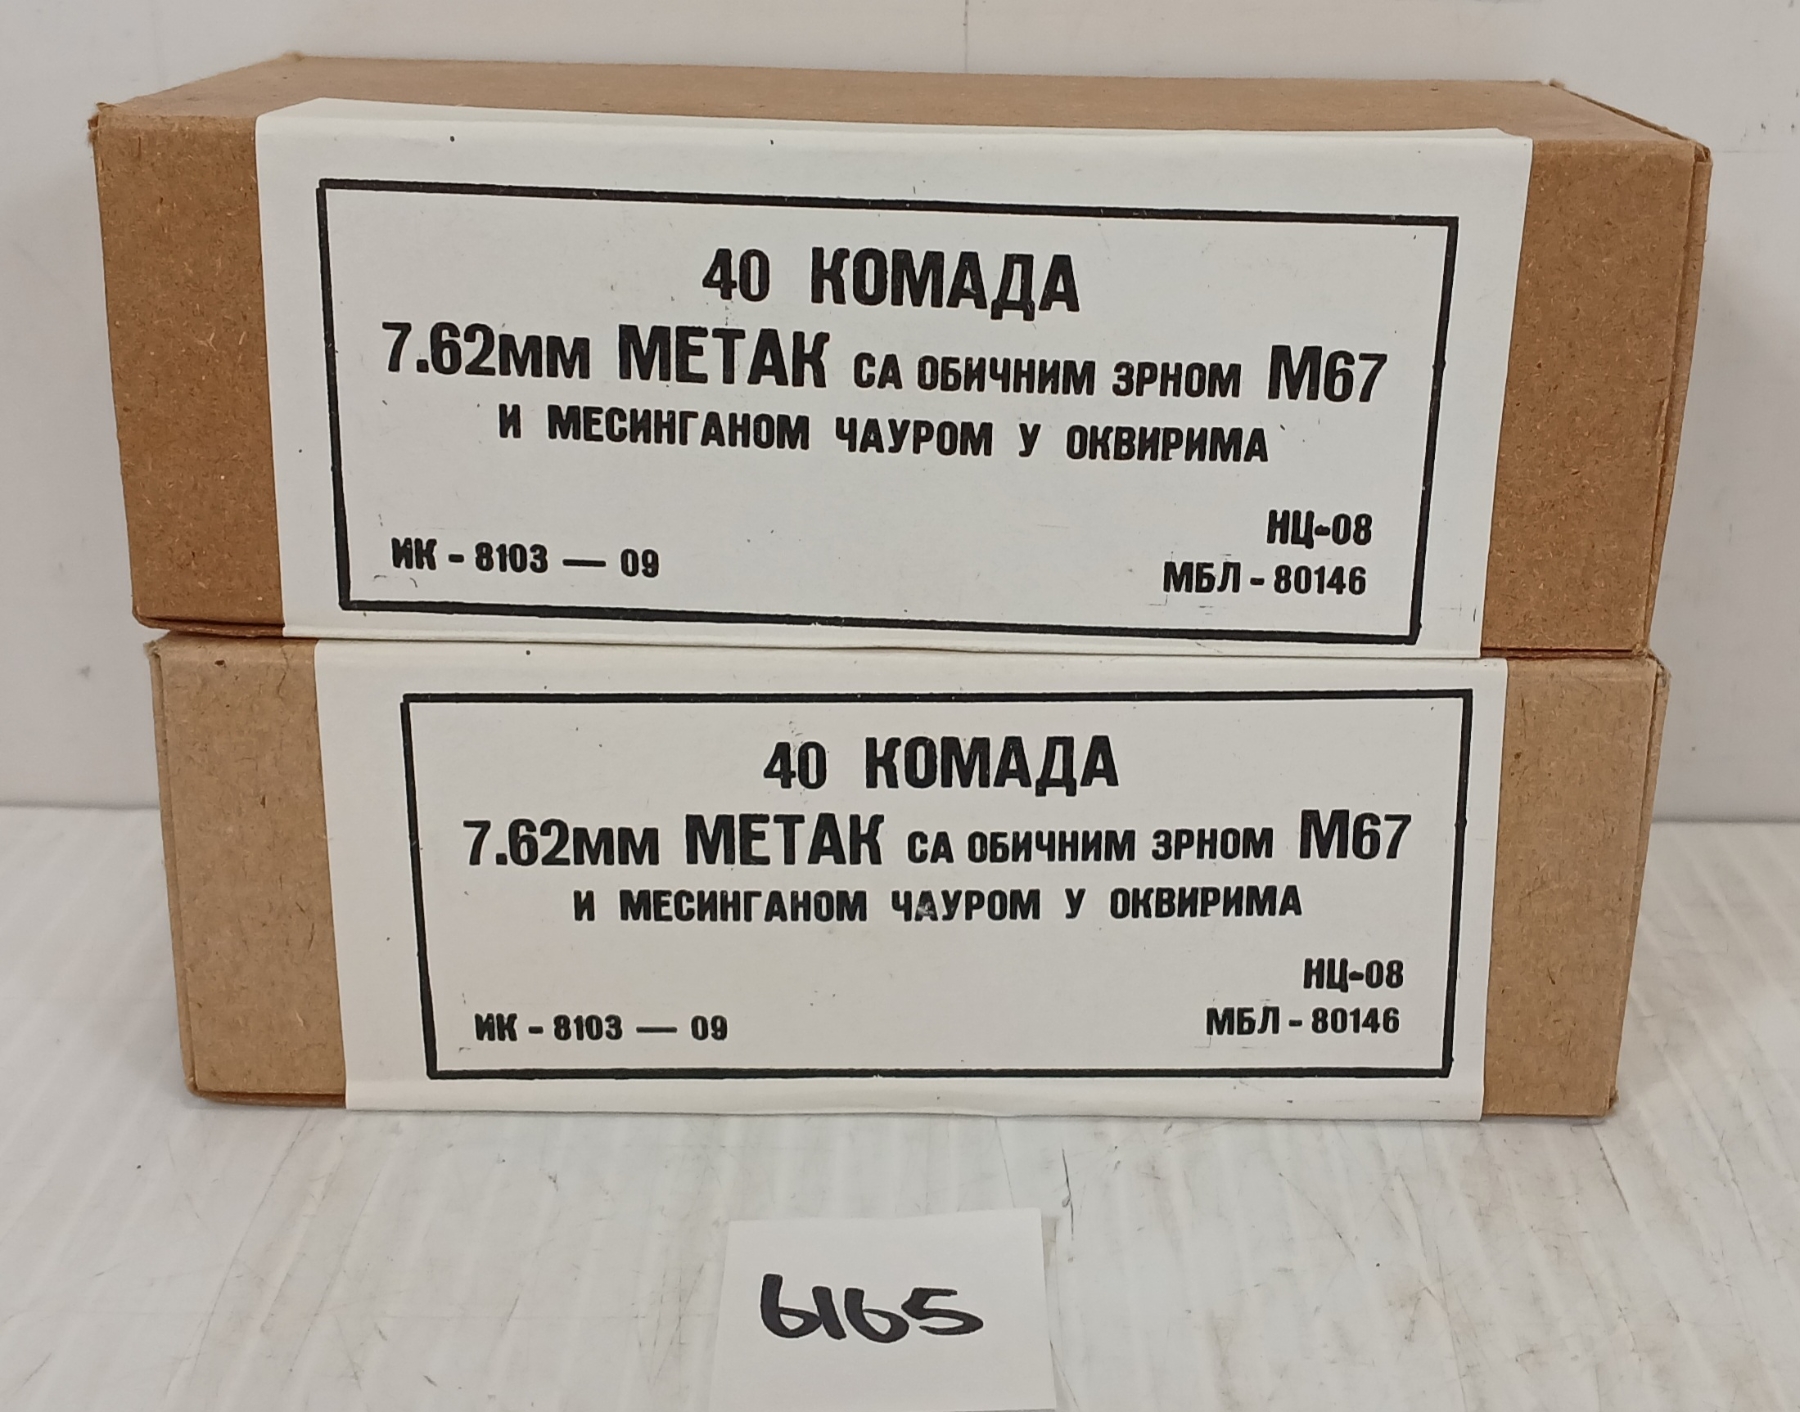 40 КОМАДА
7.62мм МЕТАК СА ОБИЧНИМ ЗРНОМ М67
И МЕСИНГАНОМ ЧАУРОМ У ОКВИРИМА
НЦ-08
ИК - 8103 — 09
МБЛ - 80146
40 КОМАДА
7.62мм МЕТАК СА ОБИЧНИМ ЗРНОМ М67
И МЕСИНГАНОМ ЧАУРОМ У ОКВИРИМА
НЦ-08
ИК - 8103 — 09
МБЛ - 80146
6165